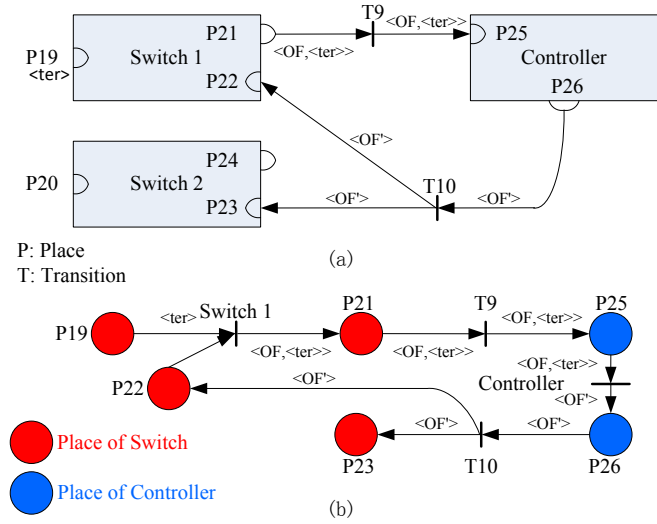 T9
P21
<OF,<ter>>
<OF,<ter>>
P25
P19
<ter>
Switch 1
Controller
P22
P26
<OF'>
P24
P20
Switch 2
T10
P23
<OF'>
<OF'>
P: Place
T: Transition
(a)
<ter>
Switch 1
P21
T9
P25
P19
<OF,<ter>>
<OF,<ter>>
<OF,<ter>>
<OF,<ter>>
P22
<OF'>
Controller
<OF'>
Place of Switch
<OF'>
<OF'>
P23
T10
P26
Place of Controller
(b)